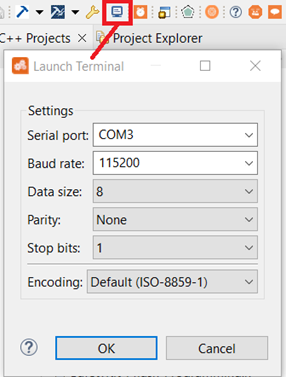 C++ Projects
Project Explorer
Launch Terminal
Settings
Serial port: COM3
Baud rate: 115200
Data size: 8
Parity: None
Stop bits: 1
Encoding: Default (ISO-8859-1)
OK Cancel